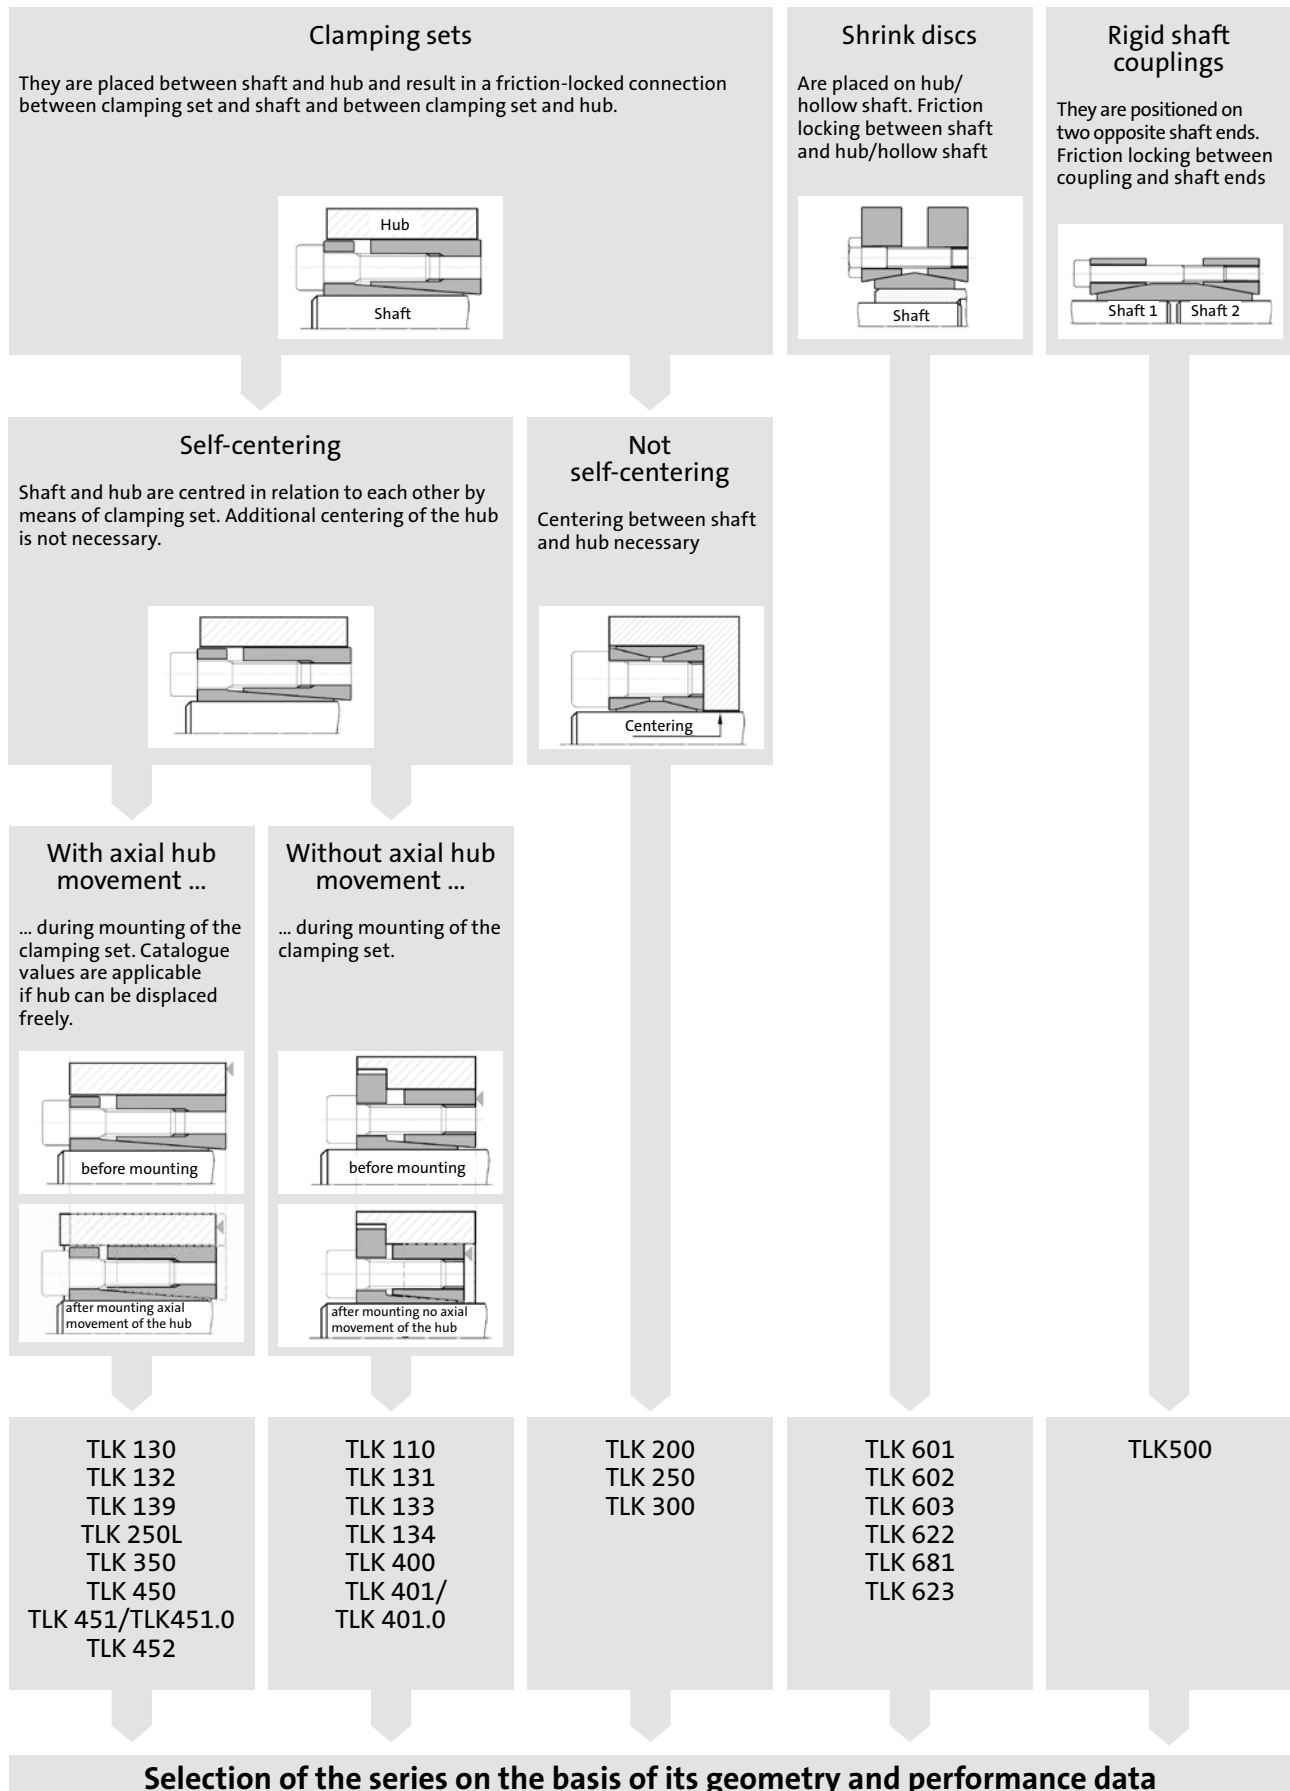 Clamping sets
They are placed between shaft and hub and result in a friction-locked connection
between clamping set and shaft and between clamping set and hub.
Hub
Shaft
Shrink discs
Are placed on hub/
hollow shaft. Friction
locking between shaft
and hub/hollow shaft
Shaft
Rigid shaft
couplings
They are positioned on
two opposite shaft ends.
Friction locking between
coupling and shaft ends
Shaft 1
Shaft 2
Self-centering
Shaft and hub are centred in relation to each other by
means of clamping set. Additional centering of the hub
is not necessary.
Not
self-centering
Centering between shaft
and hub necessary
Centering
With axial hub
movement ...
... during mounting of the
clamping set. Catalogue
values are applicable
if hub can be displaced
freely.
before mounting
after mounting axial
movement of the hub
Without axial hub
movement ...
... during mounting of the
clamping set.
before mounting
after mounting no axial
movement of the hub
TLK 130
TLK 132
TLK 139
TLK 250L
TLK 350
TLK 450
TLK 451/TLK451.0
TLK 452
TLK 110
TLK 131
TLK 133
TLK 134
TLK 400
TLK 401/
TLK 401.0
TLK 200
TLK 250
TLK 300
TLK 601
TLK 602
TLK 603
TLK 622
TLK 681
TLK 623
TLK500
Selection of the series on the basis of its geometry and performance data